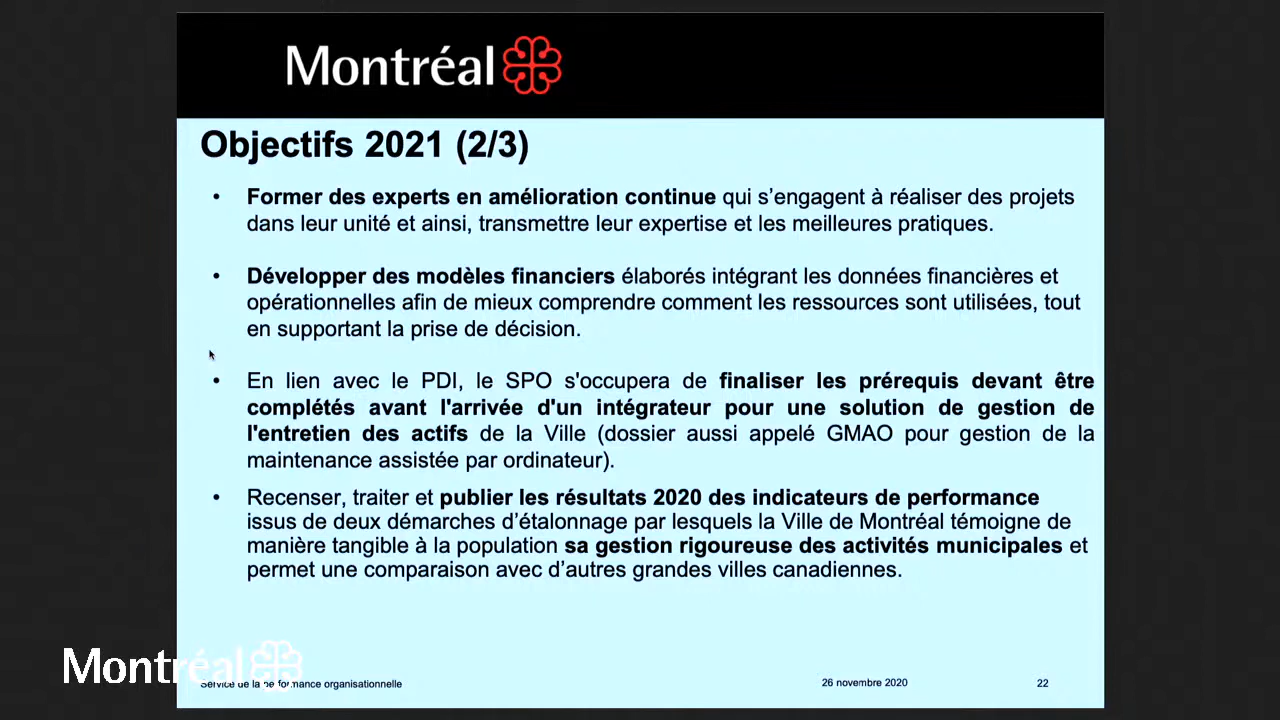 Montréal
Objectifs 2021 (2/3)
• Former des experts en amélioration continue qui s’engagent à réaliser des projets
dans leur unité et ainsi, transmettre leur expertise et les meilleures pratiques.
• Développer des modèles financiers élaborés intégrant les données financières et
opérationnelles afin de mieux comprendre comment les ressources sont utilisées, tout
en supportant la prise de décision.
• En lien avec le PDI, le SPO s'occupera de finaliser les prérequis devant être
complétés avant l'arrivée d'un intégrateur pour une solution de gestion de
l'entretien des actifs de la Ville (dossier aussi appelé GMAO pour gestion de la
maintenance assistée par ordinateur).
• Recenser, traiter et publier les résultats 2020 des indicateurs de performance
issus de deux démarches d’étalonnage par lesquels la Ville de Montréal témoigne de
manière tangible à la population sa gestion rigoureuse des activités municipales et
permet une comparaison avec d’autres grandes villes canadiennes.
Montréal
Service de la performance organisationnelle 26 novembre 2020 22